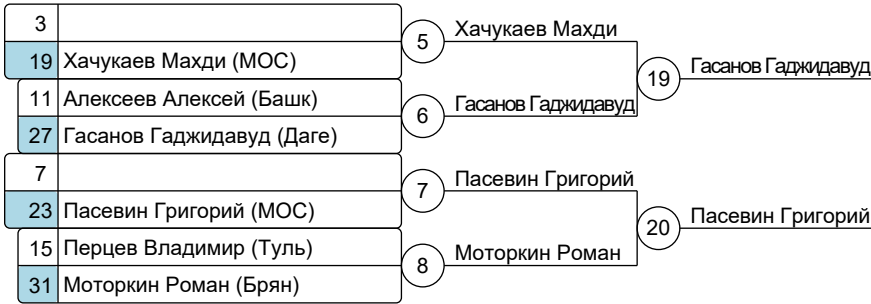 3
5
Хачукаев Махди
19 Хачукаев Махди (МОС)
19
Гасанов Гаджидавуд
11 Алексеев Алексей (Башк)
6
Гасанов Гаджидавуд
27 Гасанов Гаджидавуд (Даге)
7
7
Пасевин Григорий
23 Пасевин Григорий (МОС)
20
Пасевин Григорий
15 Перцев Владимир (Туль)
8
Моторкин Роман
31 Моторкин Роман (Брян)